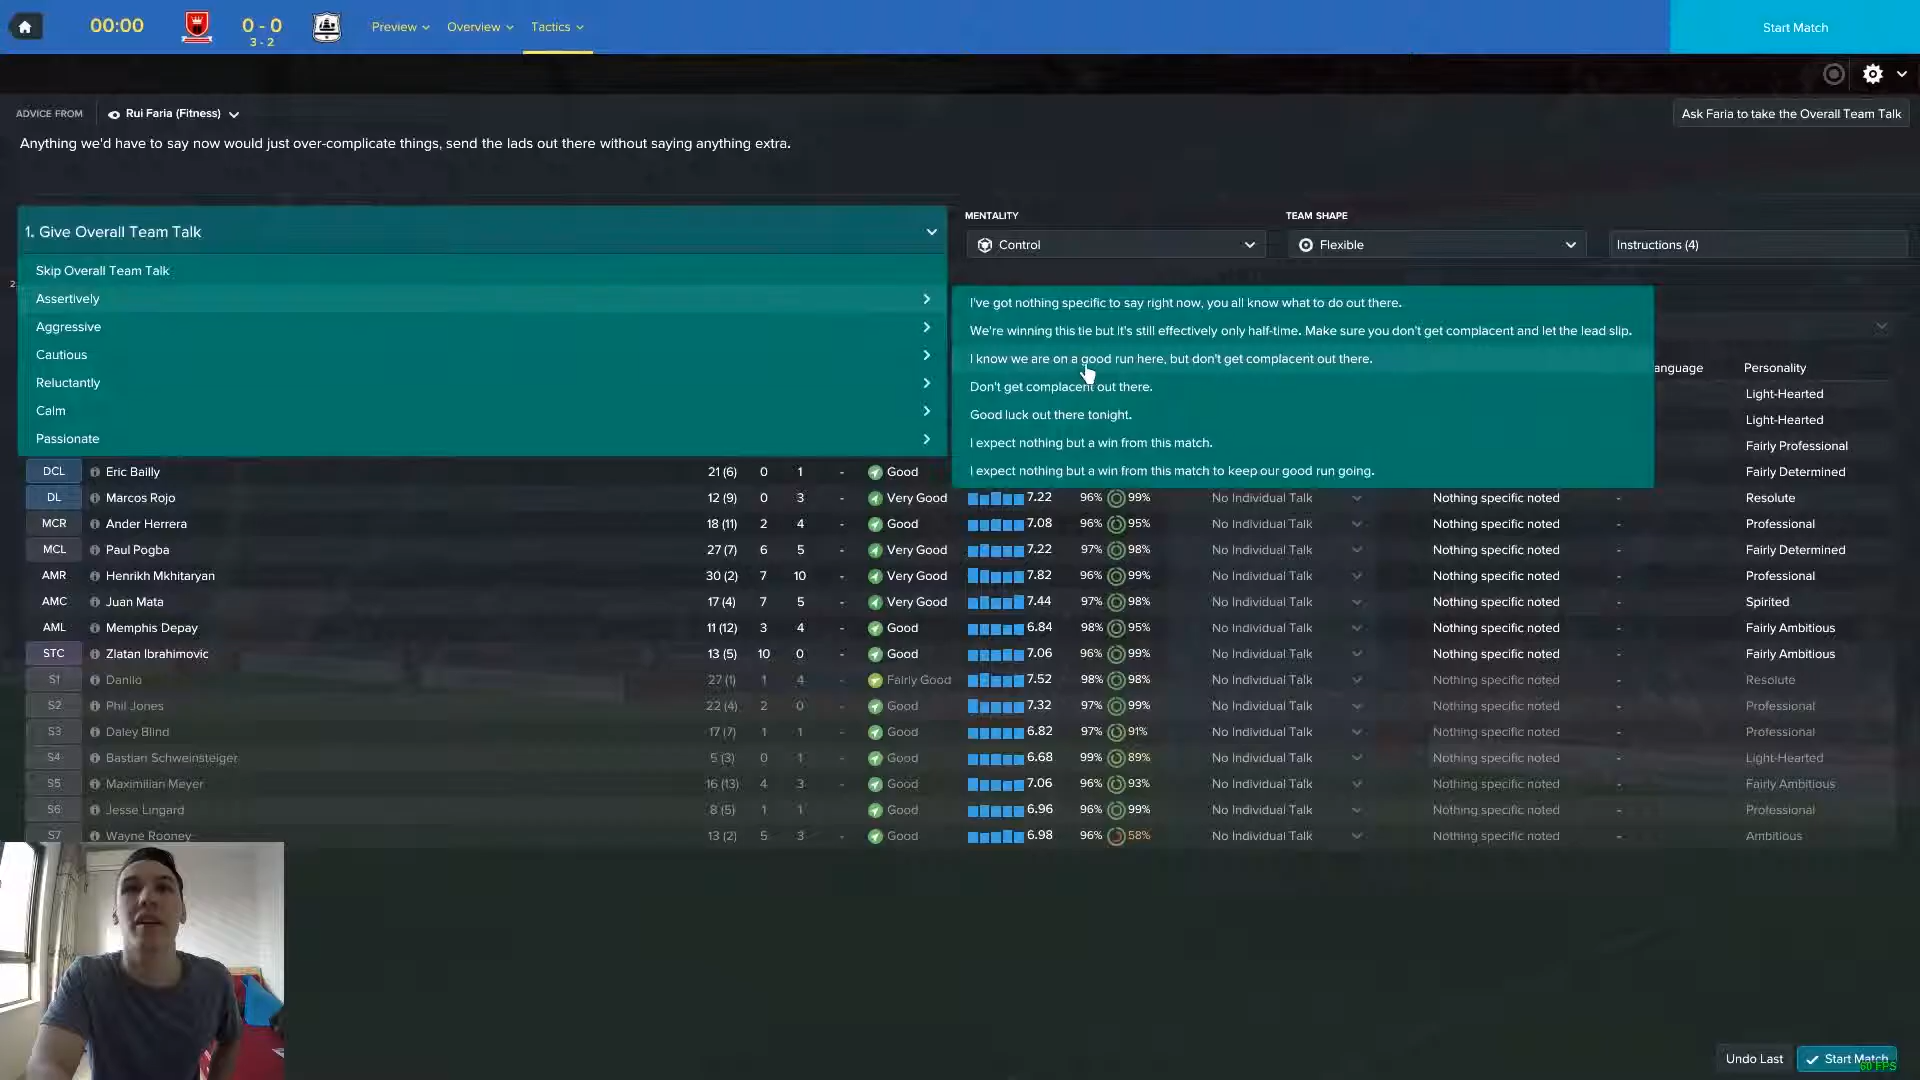 00:00 0 - 0 Preview Overview Tactics Start Match
3 - 2
ADVICE FROM Rui Faria (Fitness) Ask Faria to take the Overall Team Talk
Anything we'd have to say now would just over-complicate things, send the lads out there without saying anything extra.
MENTALITY TEAM SHAPE
1. Give Overall Team Talk Control Flexible Instructions (4)
Skip Overall Team Talk
2
Assertively
Aggressive
Cautious
Reluctantly
Calm
Passionate
I've got nothing specific to say right now, you all know what to do out there.
We're winning this tie but it's still effectively only half-time. Make sure you don't get complacent and let the lead slip.
I know we are on a good run here, but don't get complacent out there.
Don't get complacent out there.
Good luck out there tonight.
I expect nothing but a win from this match.
I expect nothing but a win from this match to keep our good run going.
anguage Personality
Light-Hearted
Light-Hearted
Fairly Professional
DCL Eric Bailly 21 (6) 0 1 - Good Fairly Determined
DL Marcos Rojo 12 (9) 0 3 - Very Good 7.22 96% 99% No Individual Talk Nothing specific noted - Resolute
MCR Ander Herrera 18 (11) 2 4 - Good 7.08 96% 95% No Individual Talk Nothing specific noted - Professional
MCL Paul Pogba 27 (7) 6 5 - Very Good 7.22 97% 98% No Individual Talk Nothing specific noted - Fairly Determined
AMR Henrikh Mkhitaryan 30 (2) 7 10 - Very Good 7.82 96% 99% No Individual Talk Nothing specific noted - Professional
AMC Juan Mata 17 (4) 7 5 - Very Good 7.44 97% 98% No Individual Talk Nothing specific noted - Spirited
AML Memphis Depay 11 (12) 3 4 - Good 6.84 98% 95% No Individual Talk Nothing specific noted - Fairly Ambitious
STC Zlatan Ibrahimovic 13 (5) 10 0 - Good 7.06 96% 99% No Individual Talk Nothing specific noted - Fairly Ambitious
S1 Danilo 27 (1) 1 4 - Fairly Good 7.52 98% 98% No Individual Talk Nothing specific noted - Resolute
S2 Phil Jones 22 (4) 2 0 - Good 7.32 97% 99% No Individual Talk Nothing specific noted - Professional
S3 Daley Blind 17 (7) 1 1 - Good 6.82 97% 91% No Individual Talk Nothing specific noted - Professional
S4 Bastian Schweinsteiger 5 (3) 0 1 - Good 6.68 99% 89% No Individual Talk Nothing specific noted - Light-Hearted
S5 Maximilian Meyer 16 (13) 4 3 - Good 7.06 96% 93% No Individual Talk Nothing specific noted - Fairly Ambitious
S6 Jesse Lingard 8 (5) 1 1 - Good 6.96 96% 99% No Individual Talk Nothing specific noted - Professional
S7 Wayne Rooney 13 (2) 5 3 - Good 6.98 96% 58% No Individual Talk Nothing specific noted - Ambitious
Undo Last Start Match
60 FPS